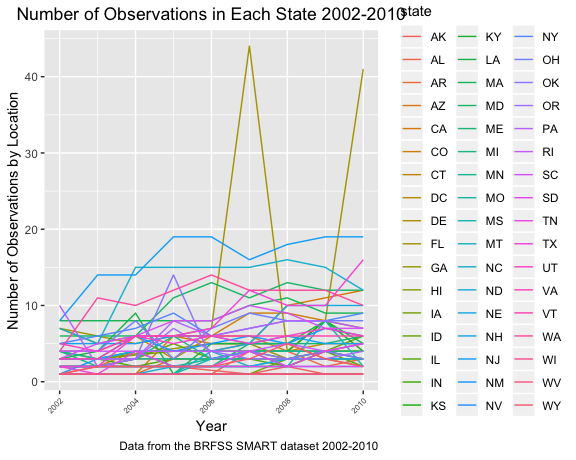 Number of Observations in Each State 2002-2010
state
AK KY NY
AL LA OH
AR MA OK
AZ MD OR
CA ME PA
CO MI RI
CT MN SC
DC MO SD
DE MS TN
FL MT TX
GA NC UT
HI ND VA
IA NE VT
ID NH WA
IL NJ WI
IN NM WV
KS NV WY
Number of Observations by Location
40
30
20
10
0
2002 2004 2006 2008 2010
Year
Data from the BRFSS SMART dataset 2002-2010